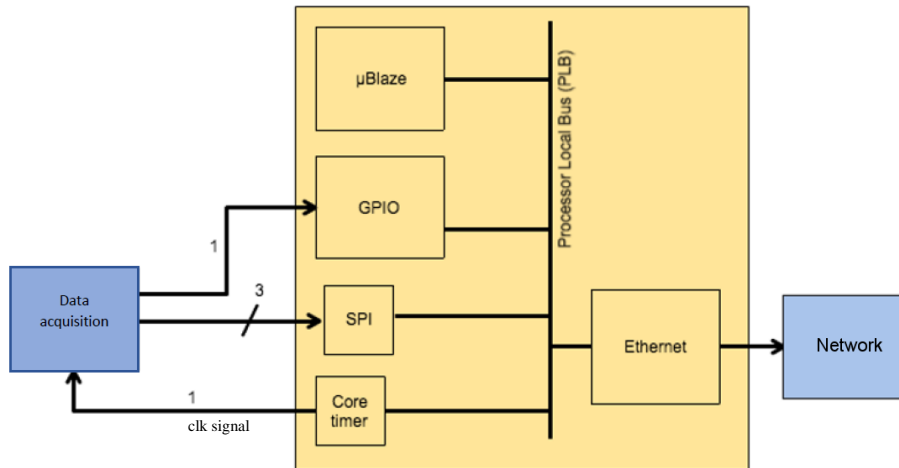 µBlaze
Processor Local Bus (PLB)
GPIO
1
Data
acquisition
3
SPI
Ethernet
Network
1
clk signal
Core
timer